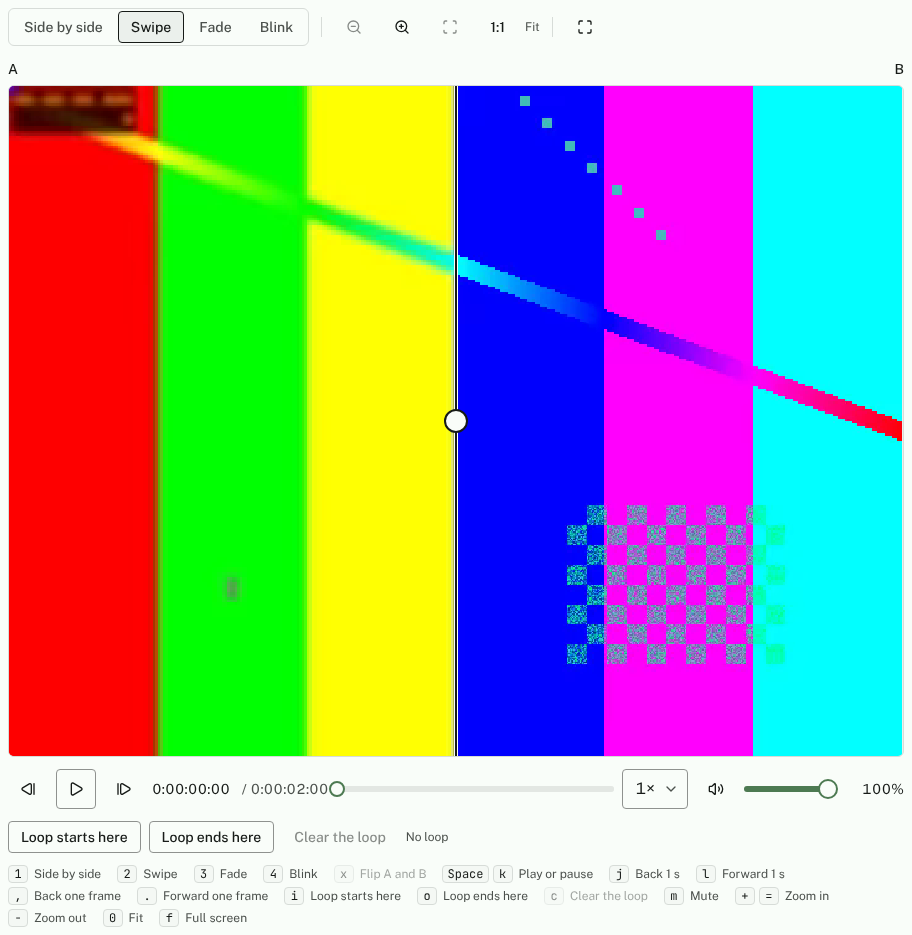 Side by side Swipe Fade Blink 1:1 Fit
A B
0:00:00:00 / 0:00:02:00 1× 100%
Loop starts here Loop ends here Clear the loop No loop
1 Side by side 2 Swipe 3 Fade 4 Blink x Flip A and B Space k Play or pause j Back 1 s l Forward 1 s
, Back one frame . Forward one frame i Loop starts here o Loop ends here c Clear the loop m Mute + = Zoom in
- Zoom out 0 Fit f Full screen